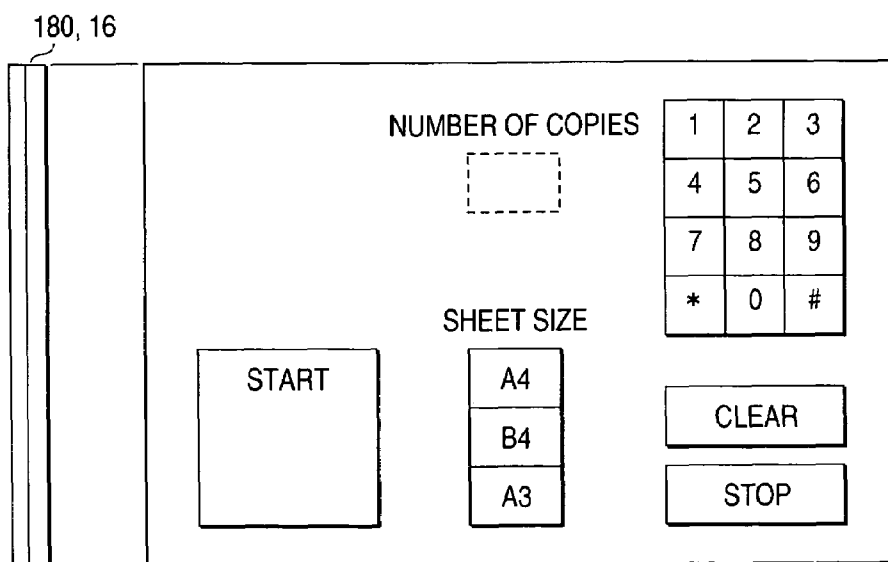 180, 16
NUMBER OF COPIES
1 2 3
4 5 6
7 8 9
* 0 #
SHEET SIZE
START
A4
B4
A3
CLEAR
STOP